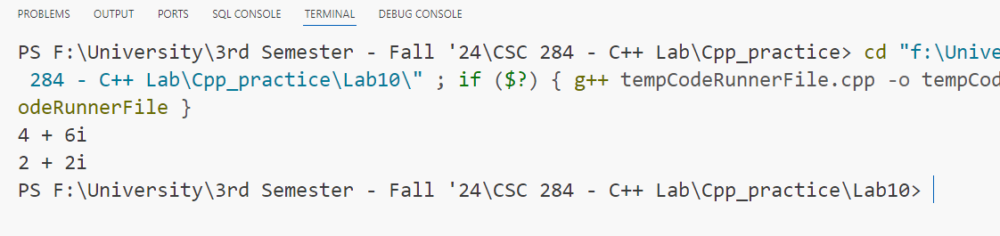 PROBLEMS OUTPUT PORTS SQL CONSOLE TERMINAL DEBUG CONSOLE
PS F:\University\3rd Semester - Fall '24\CSC 284 - C++ Lab\Cpp_practice> cd "f:\Unive
284 - C++ Lab\Cpp_practice\Lab10\" ; if ($?) { g++ tempCodeRunnerFile.cpp -o tempCod
odeRunnerFile }
4 + 6i
2 + 2i
PS F:\University\3rd Semester - Fall '24\CSC 284 - C++ Lab\Cpp_practice\Lab10>